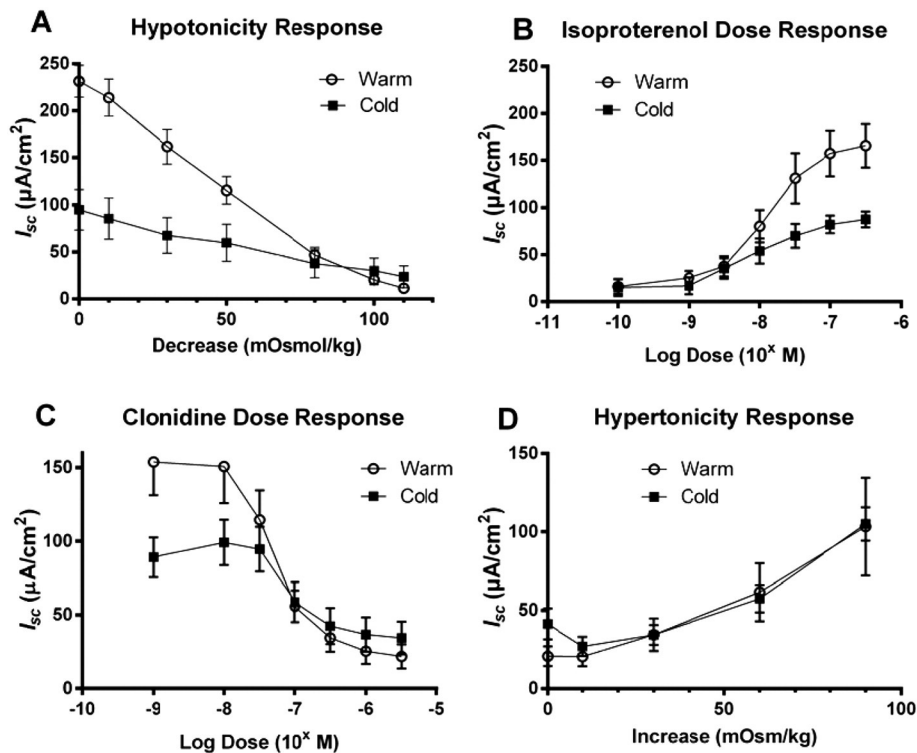 A
Hypotonicity Response
250
200
150
100
50
0
Isc (µA/cm²)
Warm
Cold
0
50
100
Decrease (mOsmol/kg)
B
Isoproterenol Dose Response
250
200
150
100
50
0
Isc (µA/cm²)
Warm
Cold
-11
-10
-9
-8
-7
-6
Log Dose (10ˣ M)
C
Clonidine Dose Response
150
100
50
0
Isc (µA/cm²)
Warm
Cold
-10
-9
-8
-7
-6
-5
Log Dose (10ˣ M)
D
Hypertonicity Response
150
100
50
0
Isc (µA/cm²)
Warm
Cold
0
50
100
Increase (mOsm/kg)